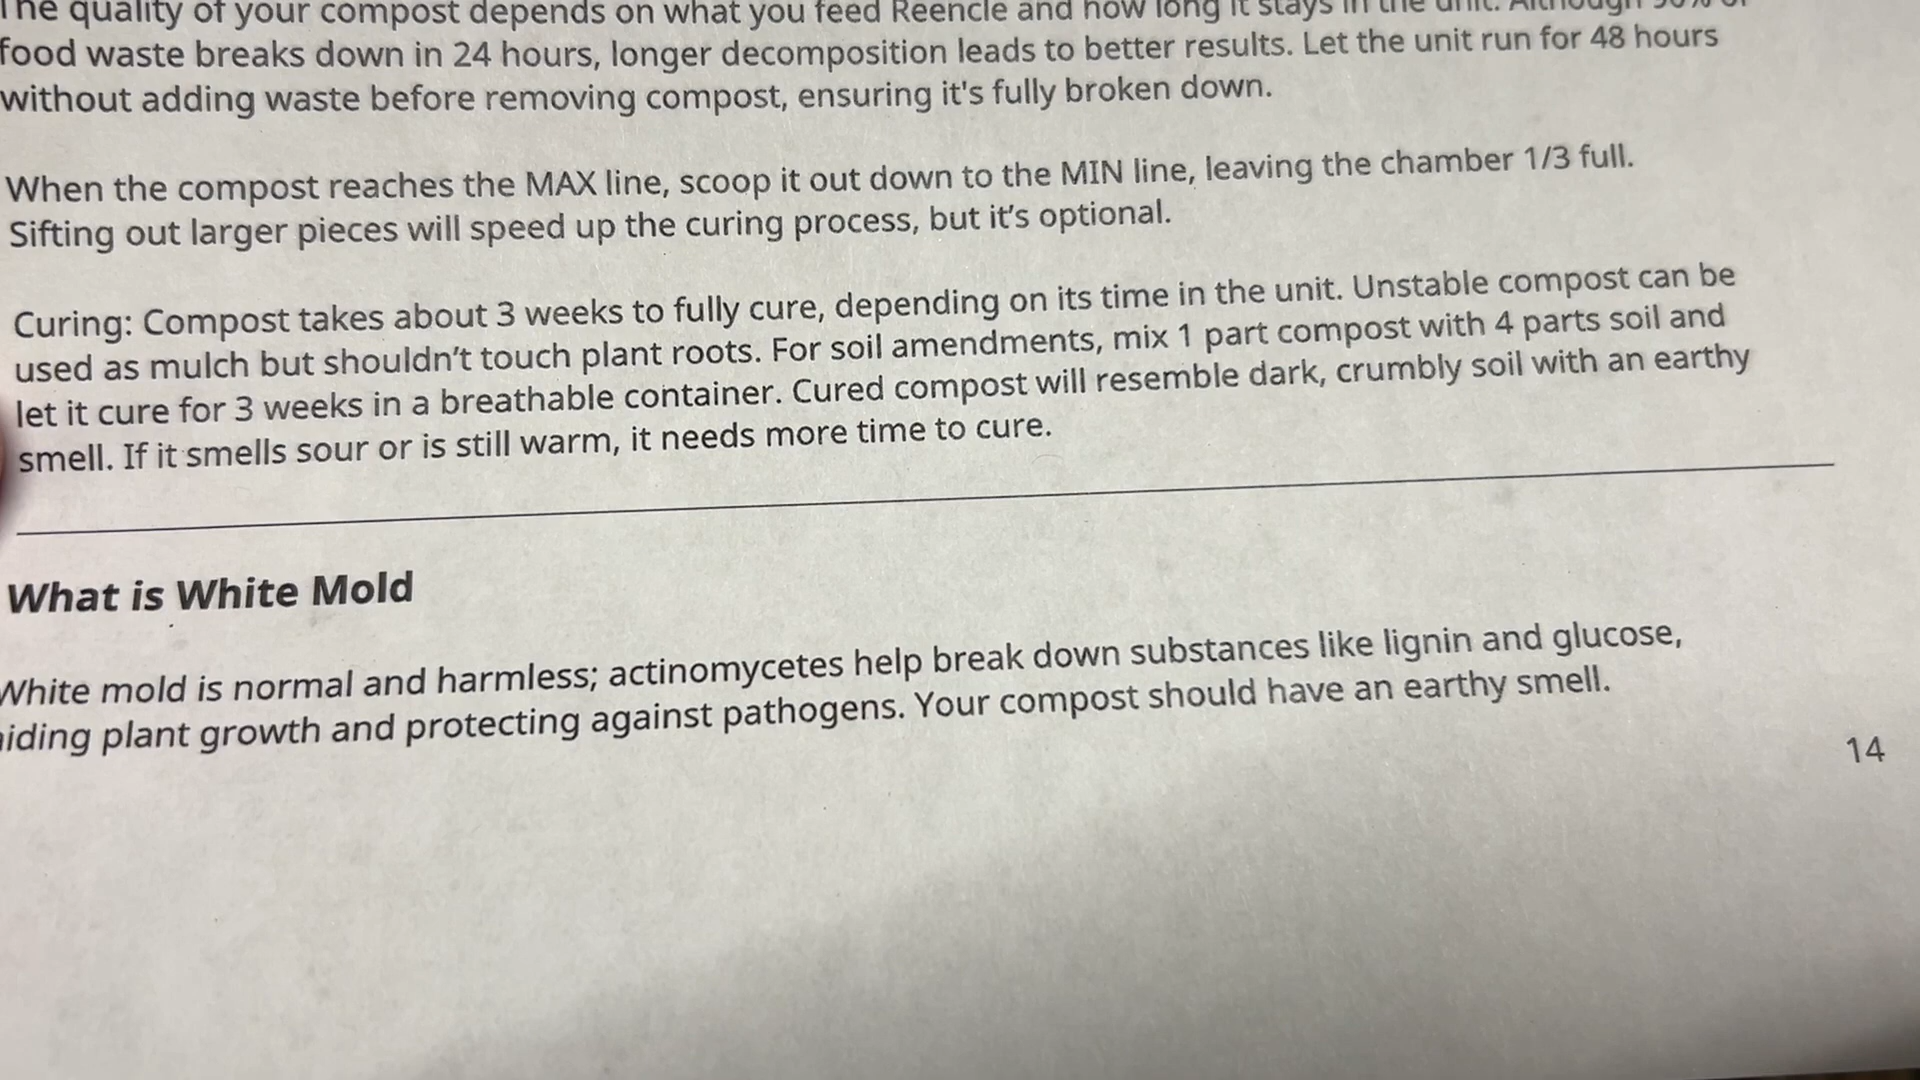 The quality of your compost depends on what you feed Reencle and how long it stays in the unit. Although 90% of
food waste breaks down in 24 hours, longer decomposition leads to better results. Let the unit run for 48 hours
without adding waste before removing compost, ensuring it's fully broken down.
When the compost reaches the MAX line, scoop it out down to the MIN line, leaving the chamber 1/3 full.
Sifting out larger pieces will speed up the curing process, but it’s optional.
Curing: Compost takes about 3 weeks to fully cure, depending on its time in the unit. Unstable compost can be
used as mulch but shouldn’t touch plant roots. For soil amendments, mix 1 part compost with 4 parts soil and
let it cure for 3 weeks in a breathable container. Cured compost will resemble dark, crumbly soil with an earthy
smell. If it smells sour or is still warm, it needs more time to cure.
What is White Mold
White mold is normal and harmless; actinomycetes help break down substances like lignin and glucose,
aiding plant growth and protecting against pathogens. Your compost should have an earthy smell.
14